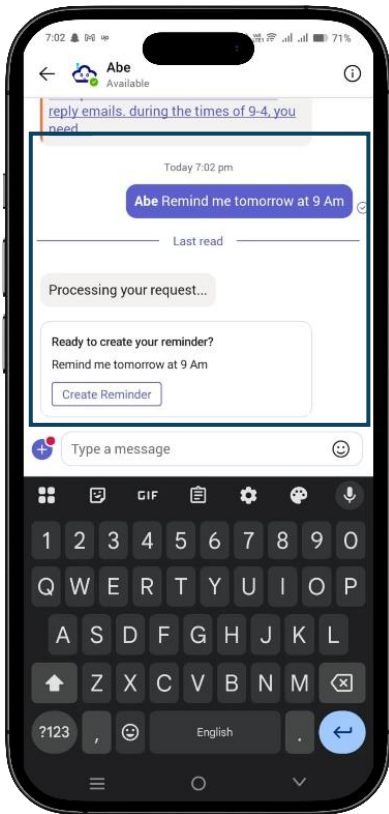 7:02
71%
Abe
Available
reply emails. during the times of 9-4, you
need
Today 7:02 pm
Abe Remind me tomorrow at 9 Am
Last read
Processing your request...
Ready to create your reminder?
Remind me tomorrow at 9 Am
Create Reminder
Type a message
GIF
1 2 3 4 5 6 7 8 9 0
Q W E R T Y U I O P
A S D F G H J K L
Z X C V B N M
?123 , English .